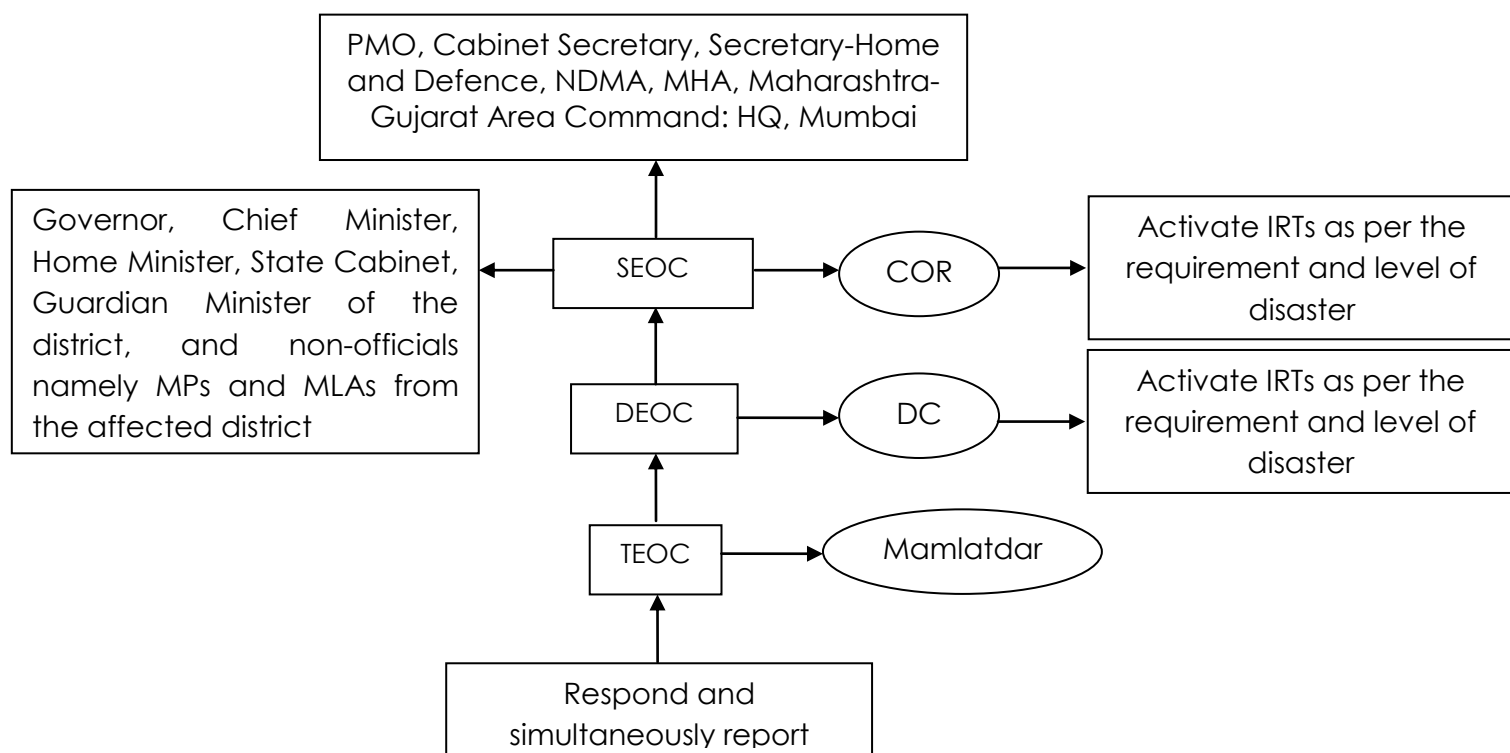 PMO, Cabinet Secretary, Secretary-Home
and Defence, NDMA, MHA, Maharashtra-
Gujarat Area Command: HQ, Mumbai
Governor, Chief Minister,
Home Minister, State Cabinet,
Guardian Minister of the
district, and non-officials
namely MPs and MLAs from
the affected district
SEOC
COR
Activate IRTs as per the
requirement and level of
disaster
DEOC
DC
Activate IRTs as per the
requirement and level of
disaster
TEOC
Mamlatdar
Respond and
simultaneously report